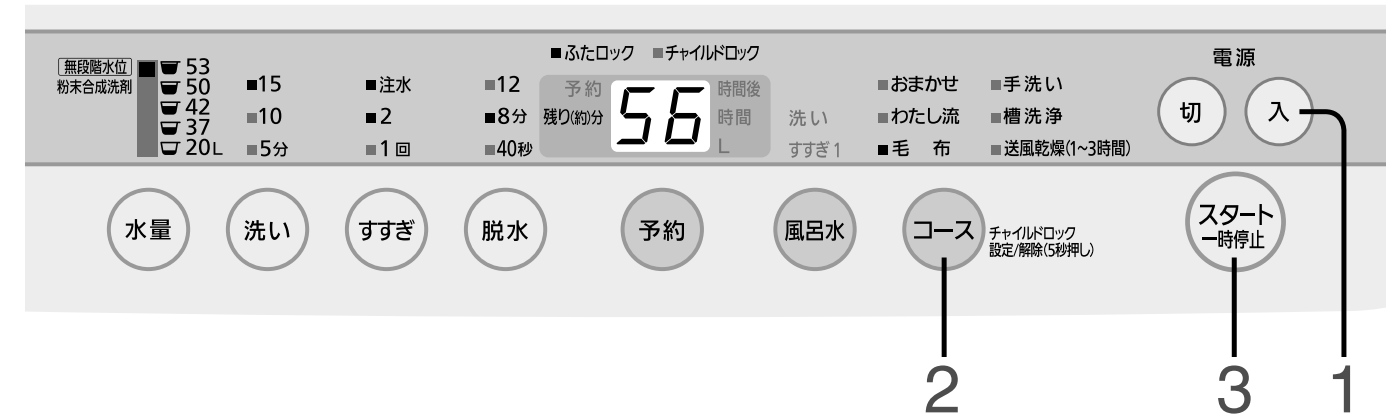 ふたロック チャイルドロック
無段階水位
粉末合成洗剤
53
50
42
37
20L
15
10
5分
注水
2
1回
12
8分
40秒
予約
残り(約)分
56
時間後
時間
L
洗い
すすぎ1
おまかせ
わたし流
毛 布
手洗い
槽洗浄
送風乾燥(1~3時間)
電源
切 入
水量
洗い
すすぎ
脱水
予約
風呂水
コース
チャイルドロック
設定/解除(5秒押し)
スタート
一時停止
2
3
1